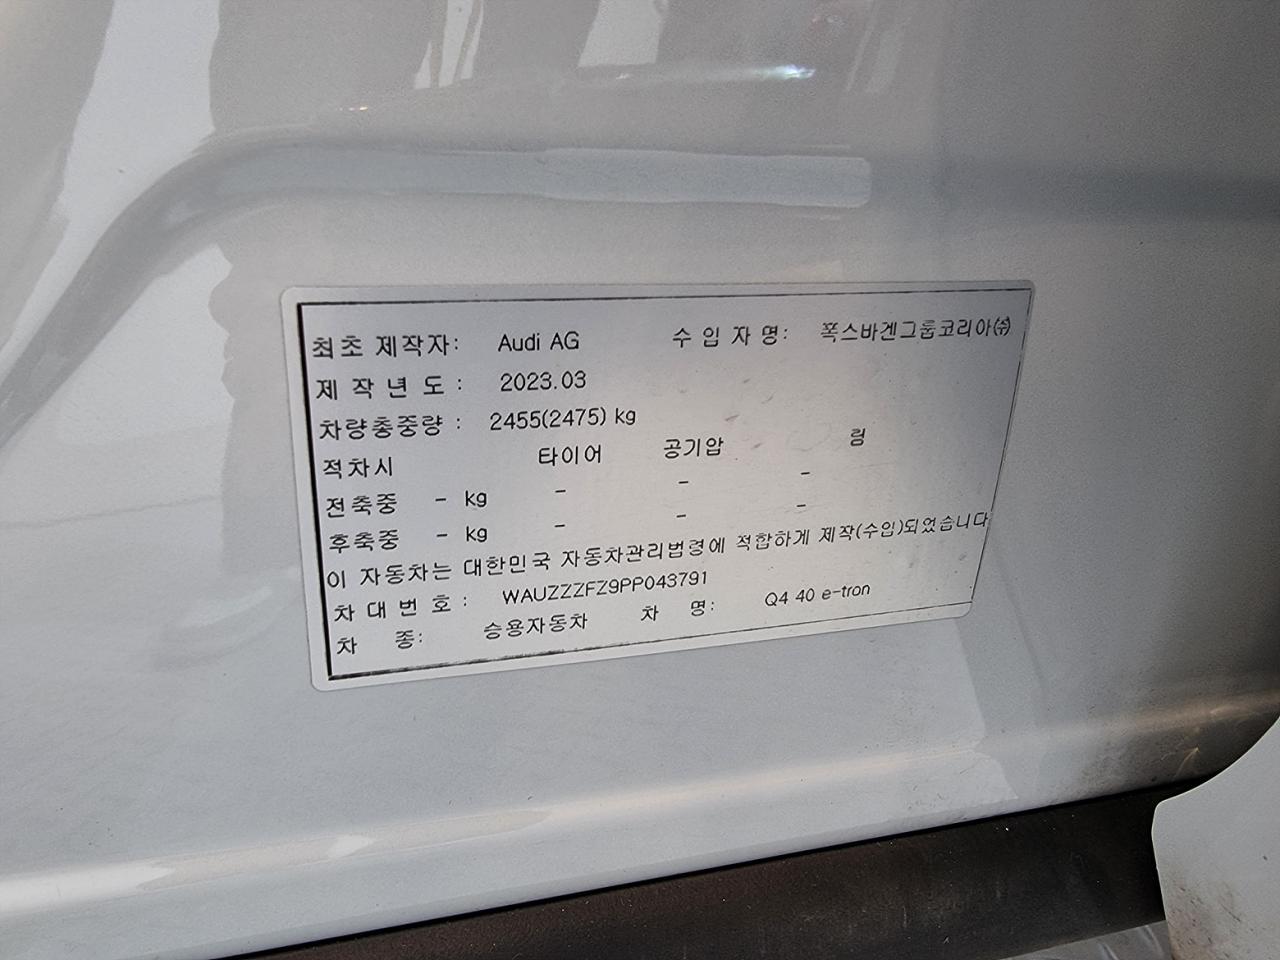 최초 제작자: Audi AG 수 입 자 명: 폭스바겐그룹코리아㈜
제 작 년 도 : 2023.03
차량총중량 : 2455(2475) kg
적차시 타이어 공기압 림
전축중 - kg - - -
후축중 - kg - - -
이 자동차는 대한민국 자동차관리법령에 적합하게 제작(수입)되었습니다
차 대 번 호 : WAUZZZFZ9PP043791
차 종: 승용자동차 차 명: Q4 40 e-tron